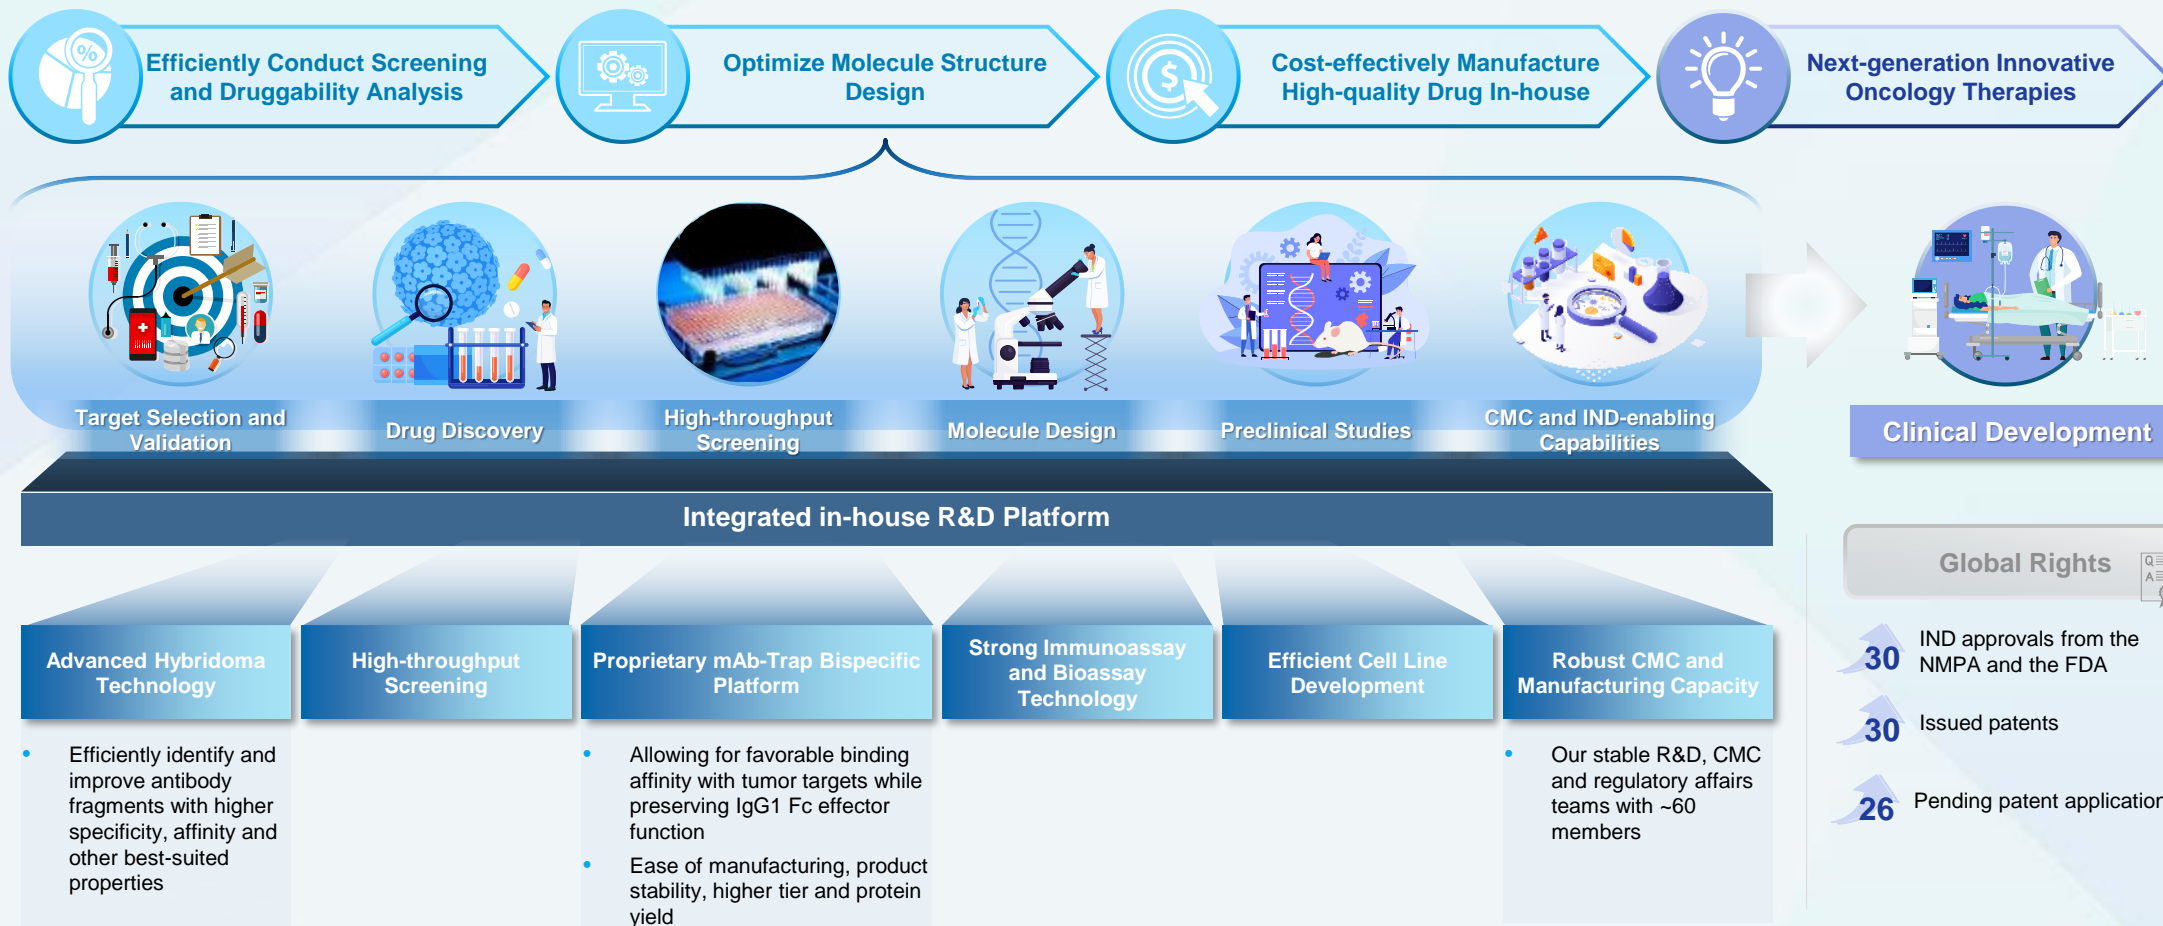 Efficiently Conduct Screening
and Druggability Analysis
Optimize Molecule Structure
Design
Cost-effectively Manufacture
High-quality Drug In-house
Next-generation Innovative
Oncology Therapies
%
$
Target Selection and
Validation
Drug Discovery
High-throughput
Screening
Molecule Design
Preclinical Studies
CMC and IND-enabling
Capabilities
Clinical Development
Integrated in-house R&D Platform
Advanced Hybridoma
Technology
High-throughput
Screening
Proprietary mAb-Trap Bispecific
Platform
Strong Immunoassay
and Bioassay
Technology
Efficient Cell Line
Development
Robust CMC and
Manufacturing Capacity
• Efficiently identify and
improve antibody
fragments with higher
specificity, affinity and
other best-suited
properties
• Allowing for favorable binding
affinity with tumor targets while
preserving IgG1 Fc effector
function
• Ease of manufacturing, product
stability, higher tier and protein
yield
• Our stable R&D, CMC
and regulatory affairs
teams with ~60
members
Global Rights
Q
A
30 IND approvals from the
NMPA and the FDA
30 Issued patents
26 Pending patent application